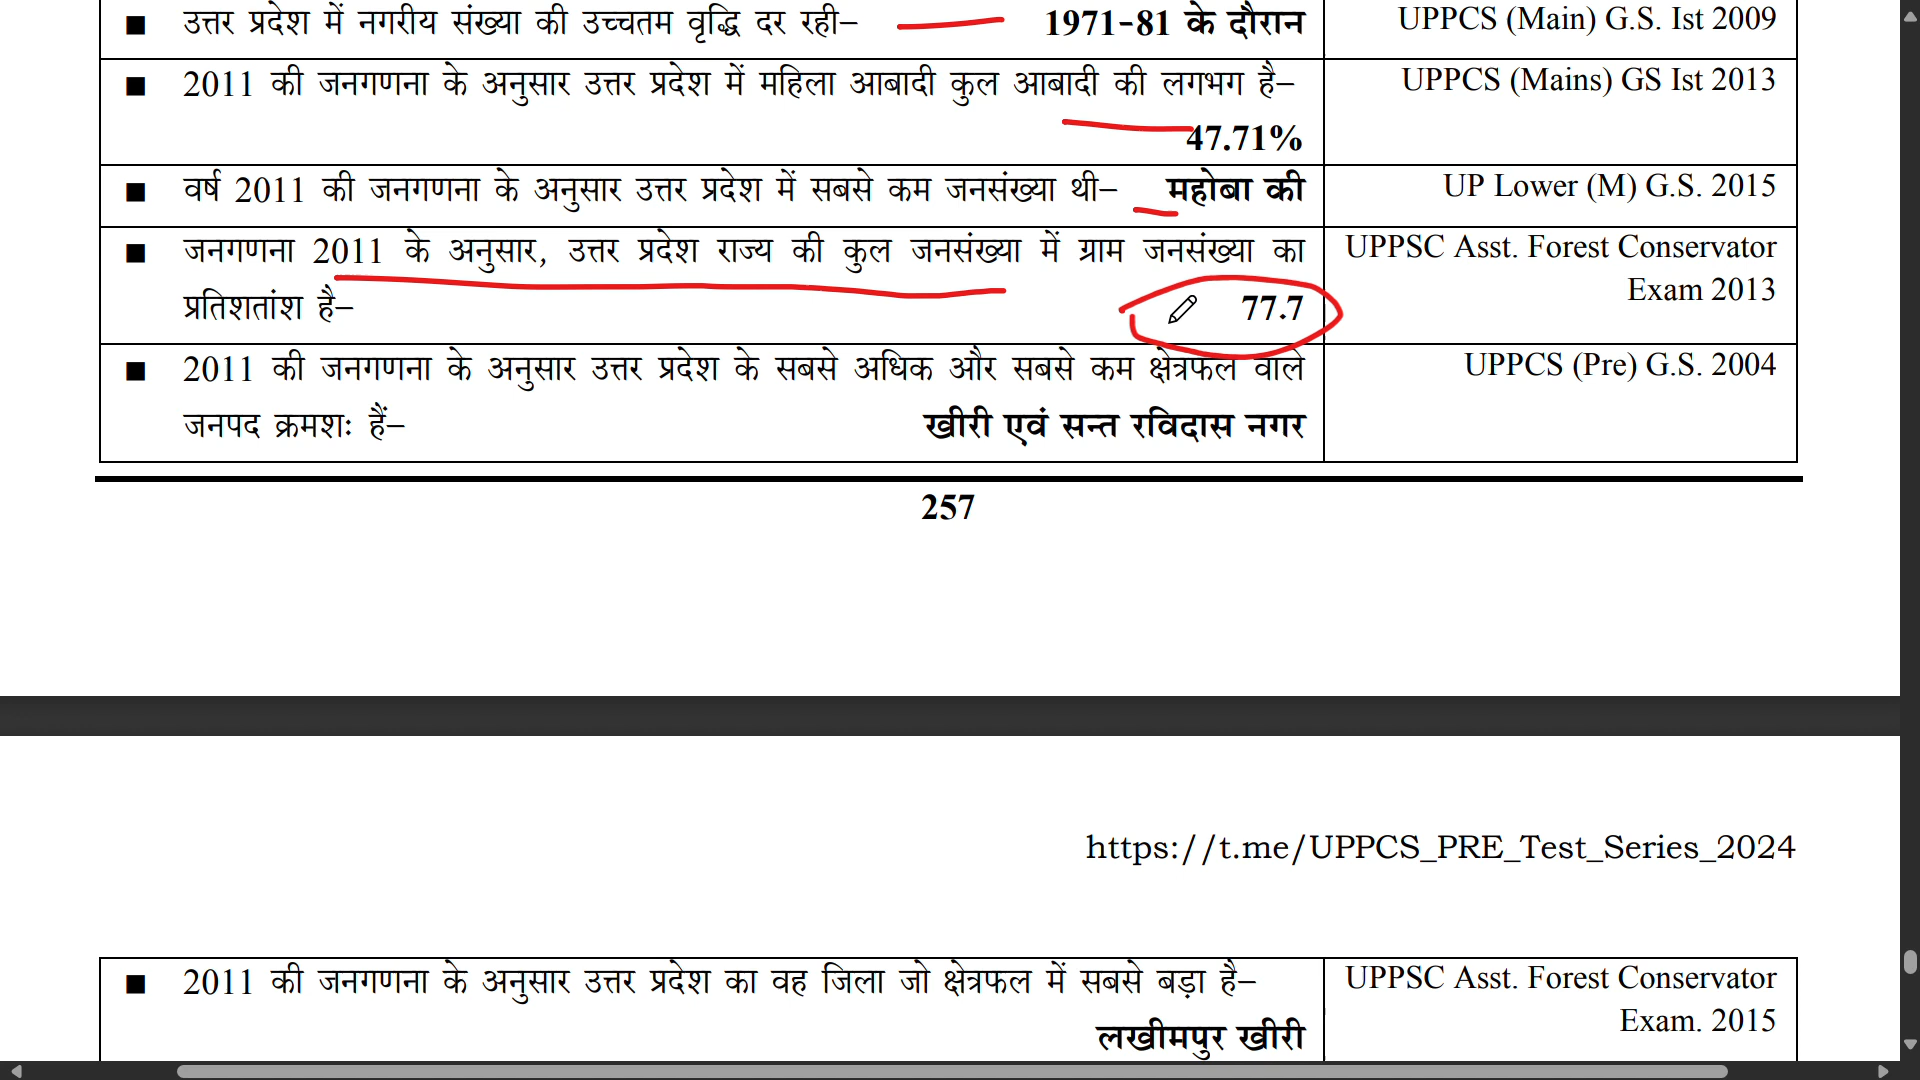 ■ उत्तर प्रदेश में नगरीय संख्या की उच्चतम वृद्धि दर रही– 1971-81 के दौरान UPPCS (Main) G.S. Ist 2009
■ 2011 की जनगणना के अनुसार उत्तर प्रदेश में महिला आबादी कुल आबादी की लगभग है– UPPCS (Mains) GS Ist 2013
47.71%
■ वर्ष 2011 की जनगणना के अनुसार उत्तर प्रदेश में सबसे कम जनसंख्या थी– महोबा की UP Lower (M) G.S. 2015
■ जनगणना 2011 के अनुसार, उत्तर प्रदेश राज्य की कुल जनसंख्या में ग्राम जनसंख्या का UPPSC Asst. Forest Conservator
प्रतिशतांश है– 77.7 Exam 2013
■ 2011 की जनगणना के अनुसार उत्तर प्रदेश के सबसे अधिक और सबसे कम क्षेत्रफल वाले UPPCS (Pre) G.S. 2004
जनपद क्रमशः हैं– खीरी एवं सन्त रविदास नगर
257
https://t.me/UPPCS_PRE_Test_Series_2024
■ 2011 की जनगणना के अनुसार उत्तर प्रदेश का वह जिला जो क्षेत्रफल में सबसे बड़ा है– UPPSC Asst. Forest Conservator
लखीमपुर खीरी Exam. 2015